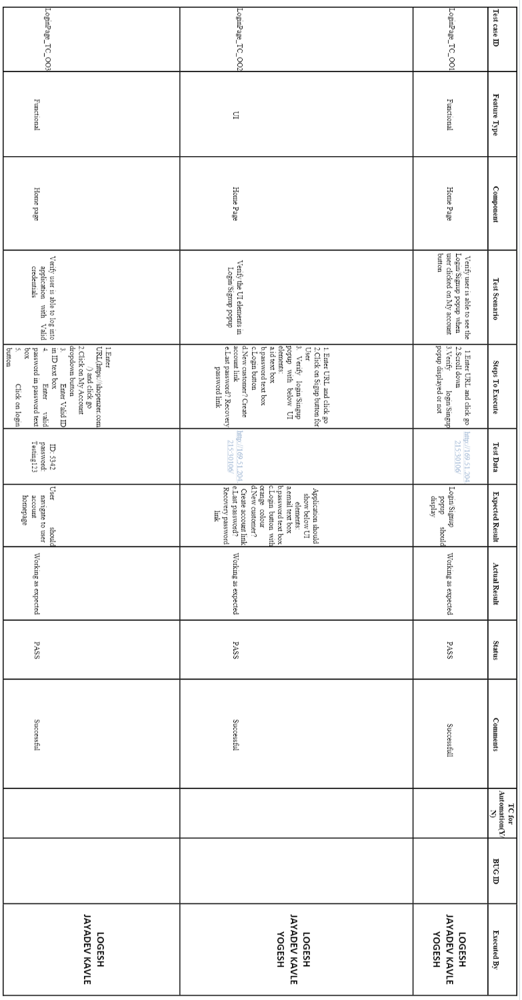 Test case ID
Feature Type
Component
Test Scenario
Steps To Execute
Test Data
Expected Result
Actual Result
Status
Comments
TC for
Automation(Y/
N)
BUG ID
Executed By
LoginPage_TC_OO1
Functional
Home Page
Verify user is able to see the
Login/Signup popup when
user clicked on My account
button
1.Enter URL and click go
2.Scroll down
3.Verify login/Singup
popup displayed or not
http://169.51.204.
215:30106/
Login/Signup
popup should
display
Working as expected
PASS
Successfull
LOGESH
JAYADEV KAVLE
YOGESH
LoginPage_TC_OO2
UI
Home Page
Verify the UI elements in
Login/Signup popup
1.Enter URL and click go
2.Click on Sigup button for
User
3. Verify login/Singup
popup with below UI
elements:
a.id text box
b.password text box
c.Login button
d.New customer? Create
account link
e.Last password? Recovery
password link
http://169.51.204.
215:30106/
Application should
show below UI
elements:
a.email text box
b.password text box
c.Login button with
orange colour
d.New customer?
Create account link
e.Last password?
Recovery password
link
Working as expected
PASS
Successful
LOGESH
JAYADEV KAVLE
YOGESH
LoginPage_TC_OO3
Functional
Home page
Verify user is able to log into
application with Valid
credentials
1.Enter
URL(https://shopenzer.com
/) and click go
2.Click on My Account
dropdown button
3. Enter Valid ID
in ID text box
4. Enter valid
password in password text
box
5. Click on login
button
ID: 5342
password:
Testing123
User should
navigate to user
account
homepage
Working as expected
PASS
Successful
LOGESH
JAYADEV KAVLE